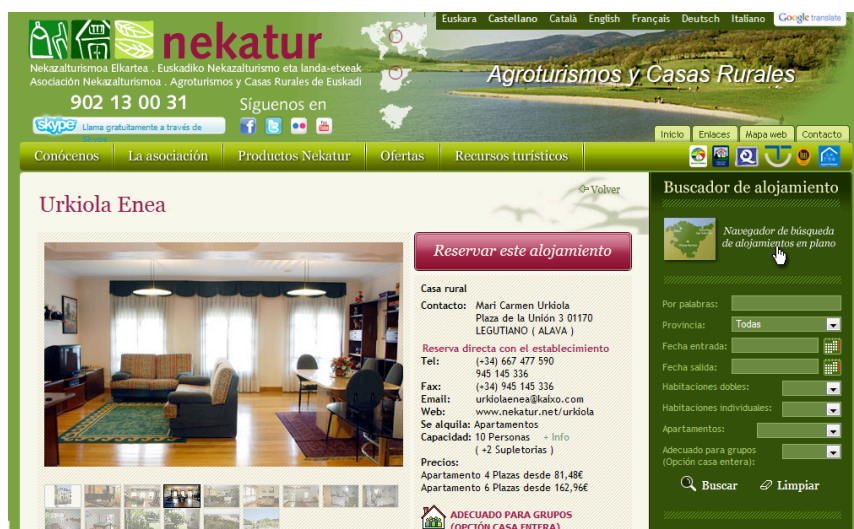 Euskara Castellano Català English Français Deutsch Italiano Google translate
nekatur
Nekazalturismoa Elkartea . Euskadiko Nekazalturismo eta landa-etxeak
Asociación Nekazalturismoa . Agroturismos y Casas Rurales de Euskadi
Agroturismos y Casas Rurales
902 13 00 31
Síguenos en
skype Llama gratuitamente a través de
Skype
Inicio Enlaces Mapa web Contacto
Conócenos La asociación Productos Nekatur Ofertas Recursos turísticos
Urkiola Enea
Volver
Reservar este alojamiento
Casa rural
Contacto: Mari Carmen Urkiola
Plaza de la Unión 3 01170
LEGUTIANO ( ALAVA )
Reserva directa con el establecimiento
Tel: (+34) 667 477 590
945 145 336
Fax: (+34) 945 145 336
Email: urkiolaenea@kaixo.com
Web: www.nekatur.net/urkiola
Se alquila: Apartamentos
Capacidad: 10 Personas + Info
( +2 Supletorias )
Precios:
Apartamento 4 Plazas desde 81,48€
Apartamento 6 Plazas desde 162,96€
ADECUADO PARA GRUPOS
(OPCIÓN CASA ENTERA)
Buscador de alojamiento
Navegador de búsqueda
de alojamientos en plano
Por palabras:
Provincia: Todas
Fecha entrada:
Fecha salida:
Habitaciones dobles:
Habitaciones individuales:
Apartamentos:
Adecuado para grupos
(Opción casa entera):
Buscar Limpiar